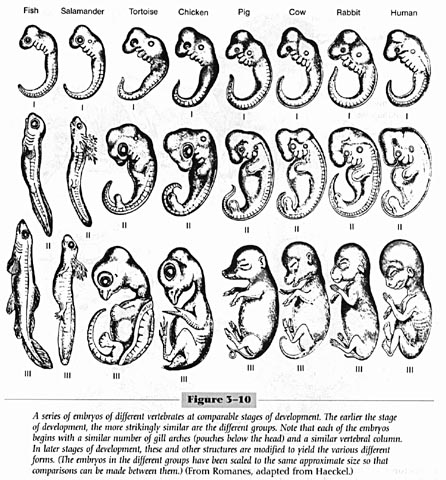 Fish Salamander Tortoise Chicken Pig Cow Rabbit Human
I I I I I I I I
II II II II II II II II
III III III III III III III III
Figure 3–10
A series of embryos of different vertebrates at comparable stages of development. The earlier the stage
of development, the more strikingly similar are the different groups. Note that each of the embryos
begins with a similar number of gill arches (pouches below the head) and a similar vertebral column.
In later stages of development, these and other structures are modified to yield the various different
forms. (The embryos in the different groups have been scaled to the same approximate size so that
comparisons can be made between them.) (From Romanes, adapted from Haeckel.)